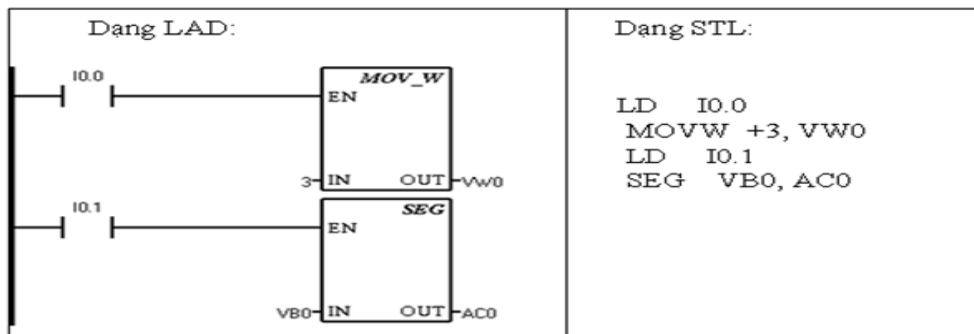 Dạng LAD:
I0.0
MOV_W
EN
3 IN OUT VW0
I0.1
SEG
EN
VB0 IN OUT AC0
Dạng STL:
LD I0.0
MOVW +3, VW0
LD I0.1
SEG VB0, AC0